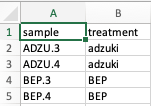 A B
1 sample treatment
2 ADZU.3 adzuki
3 ADZU.4 adzuki
4 BEP.3 BEP
5 BEP.4 BEP